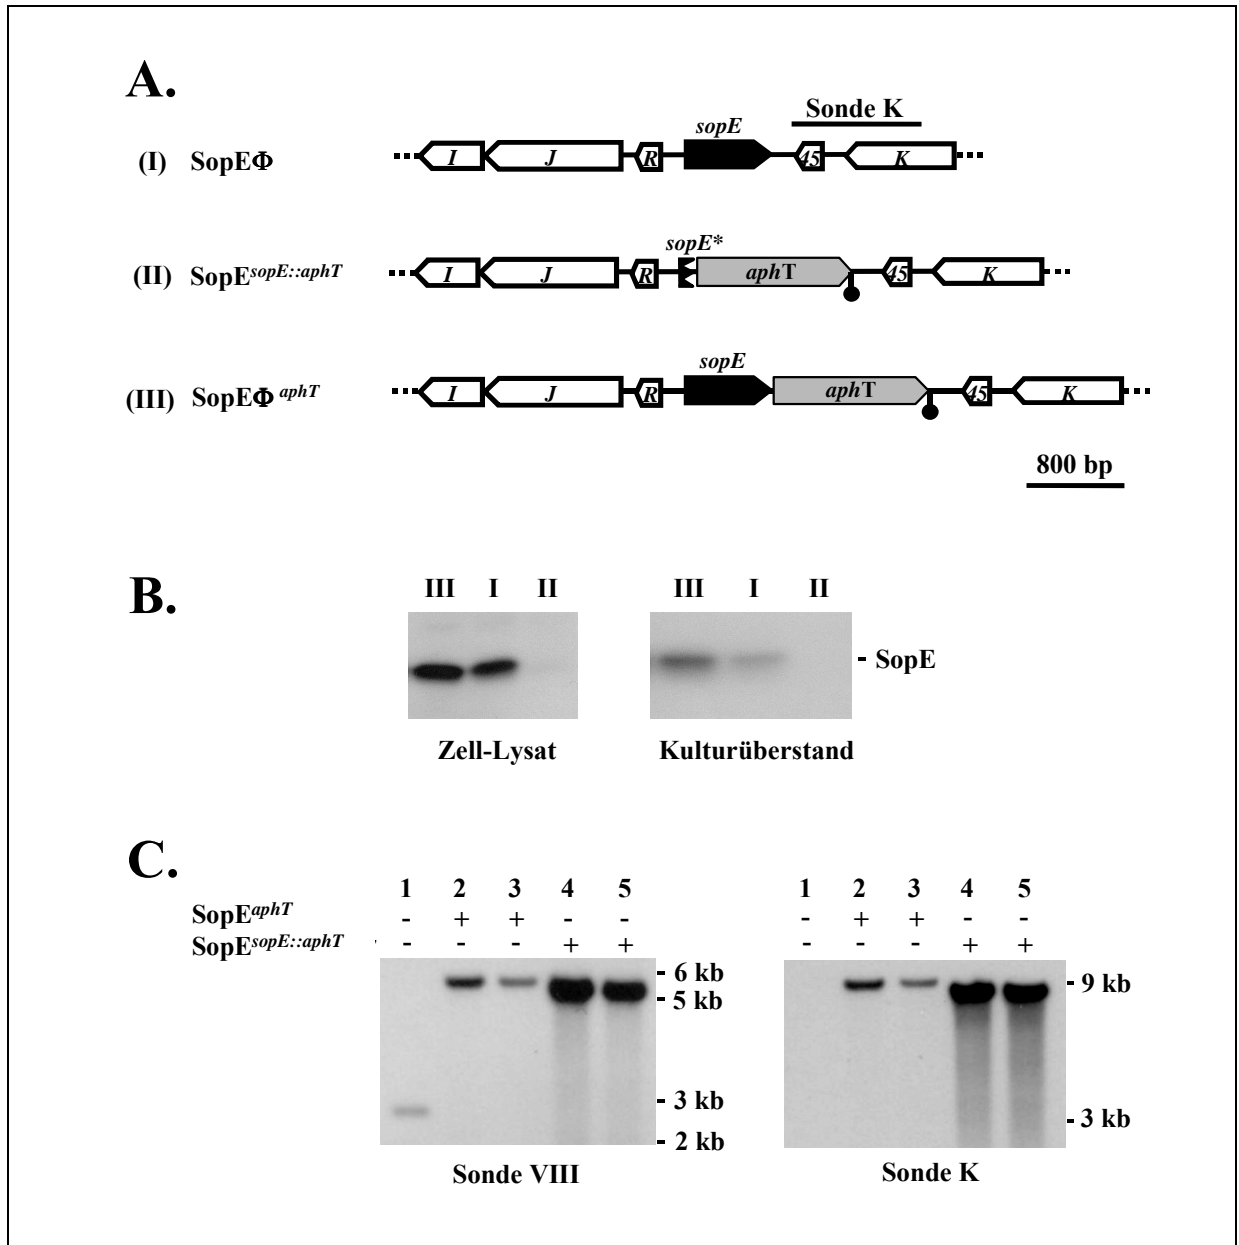 A.
Sonde K
sopE
(I) SopEΦ I J R 45 K
sopE*
(II) SopE sopE::aphT I J R aphT 45 K
sopE
(III) SopEΦ aphT I J R aphT 45 K
800 bp
B.
III I II III I II
- SopE
Zell-Lysat Kulturüberstand
C.
1 2 3 4 5 1 2 3 4 5
SopE aphT - + + - - - + + - -
SopE sopE::aphT - - - + + - - - + +
- 6 kb
- 5 kb
- 9 kb
- 3 kb
- 2 kb
- 3 kb
Sonde VIII Sonde K